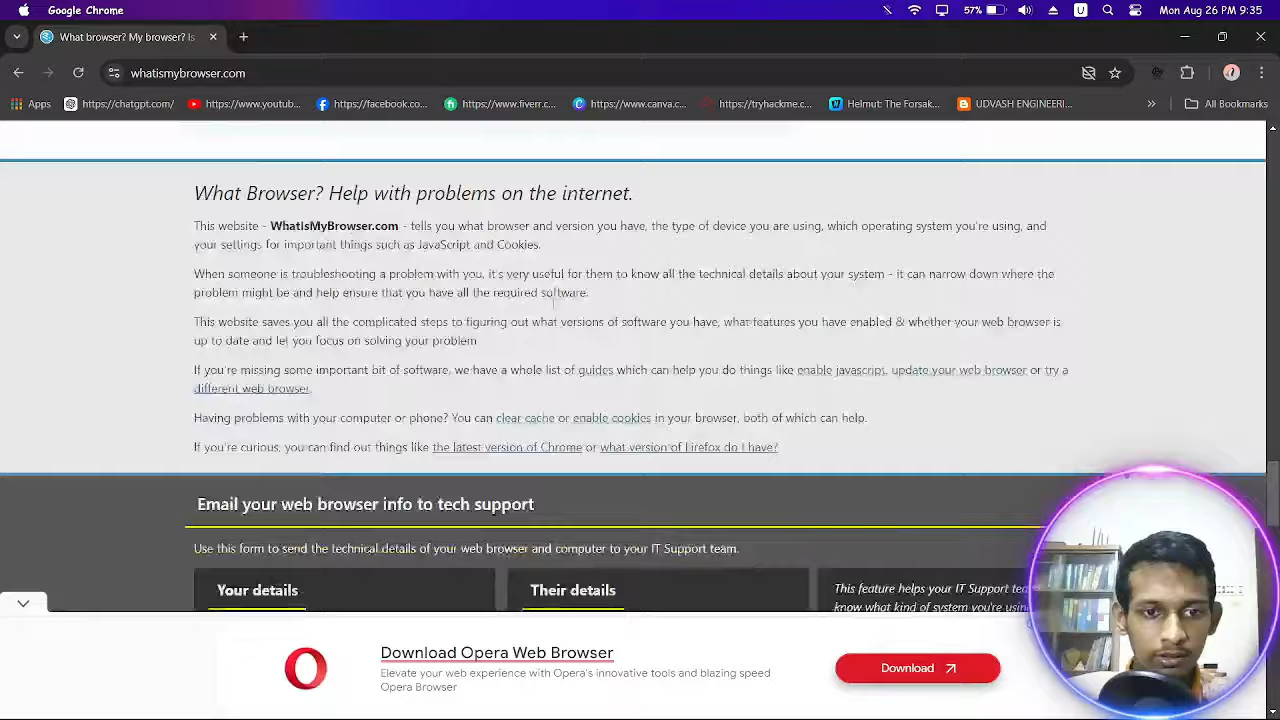 Google Chrome
57%
U
Mon Aug 26 PM 9:35
What browser? My browser? Is
whatismybrowser.com
Apps
https://chatgpt.com/
https://www.youtub...
https://facebook.co...
https://www.fiverr.c...
https://www.canva.c...
https://tryhackme.c...
Helmut: The Forsak...
UDVASH ENGINEERI...
All Bookmarks
What Browser? Help with problems on the internet.
This website - WhatIsMyBrowser.com - tells you what browser and version you have, the type of device you are using, which operating system you're using, and
your settings for important things such as JavaScript and Cookies.
When someone is troubleshooting a problem with you, it's very useful for them to know all the technical details about your system - it can narrow down where the
problem might be and help ensure that you have all the required software.
This website saves you all the complicated steps to figuring out what versions of software you have, what features you have enabled & whether your web browser is
up to date and let you focus on solving your problem
If you're missing some important bit of software, we have a whole list of guides which can help you do things like enable javascript, update your web browser or try a
different web browser.
Having problems with your computer or phone? You can clear cache or enable cookies in your browser, both of which can help.
If you're curious, you can find out things like the latest version of Chrome or what version of Firefox do I have?
Email your web browser info to tech support
Use this form to send the technical details of your web browser and computer to your IT Support team.
Your details
Their details
This feature helps your IT Support
know what kind of system you're using
Download Opera Web Browser
Elevate your web experience with Opera's innovative tools and blazing speed
Opera Browser
Download